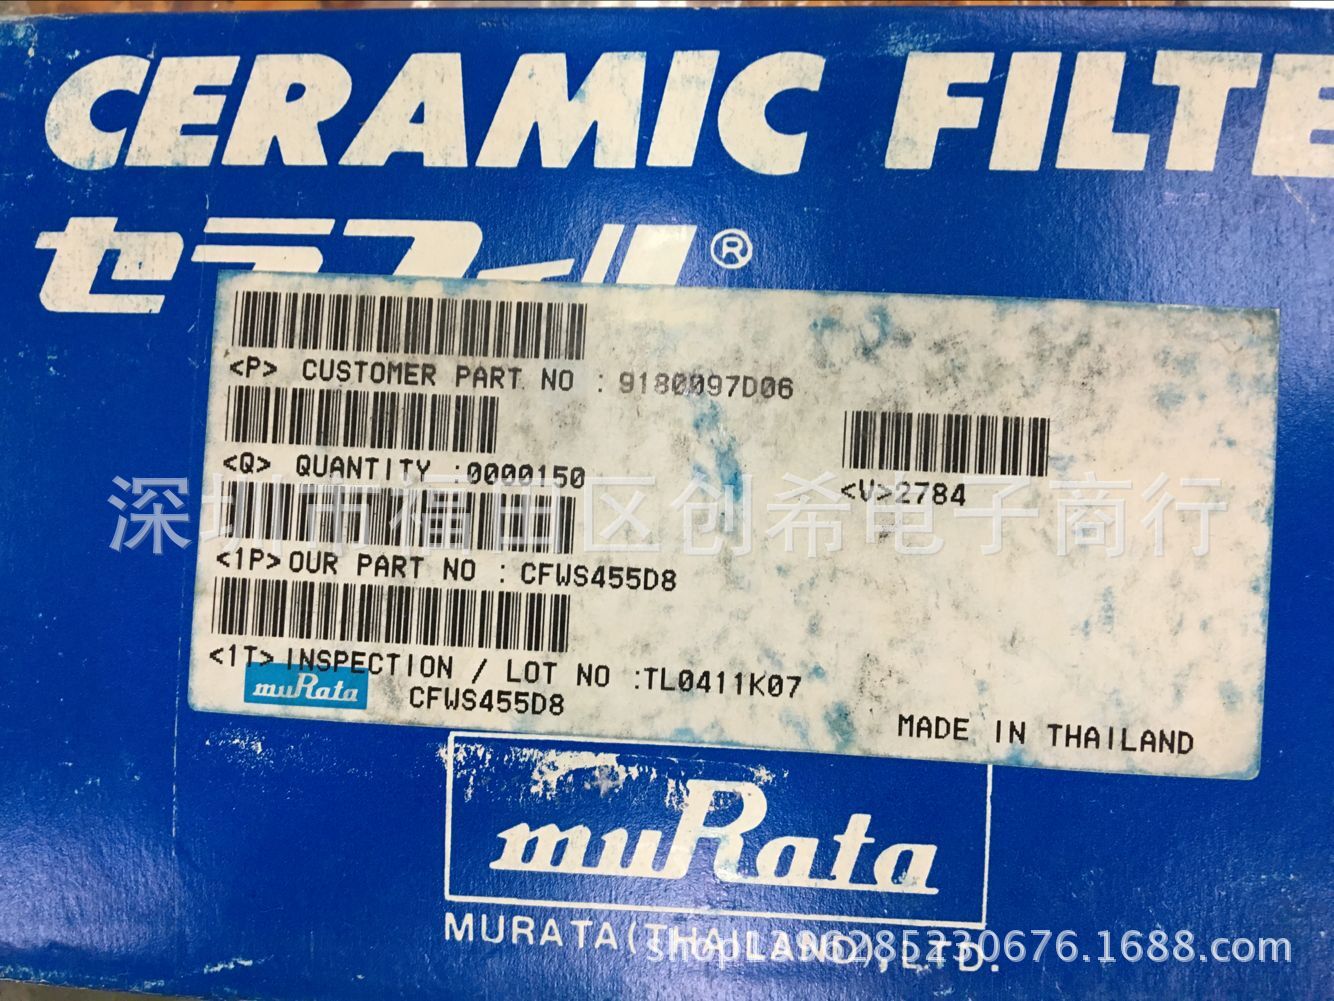 CERAMIC FILTE
セラフィル®
<P> CUSTOMER PART NO : 9180097D06
<Q> QUANTITY :0000150
<V>2784
深圳市福田区创希电子商行
<1P>OUR PART NO : CFWS455D8
<1T>INSPECTION / LOT NO :TL0411K07
muRata CFWS455D8
MADE IN THAILAND
muRata
MURATA(THAILAND),LTD.
shop1396285230676.1688.com